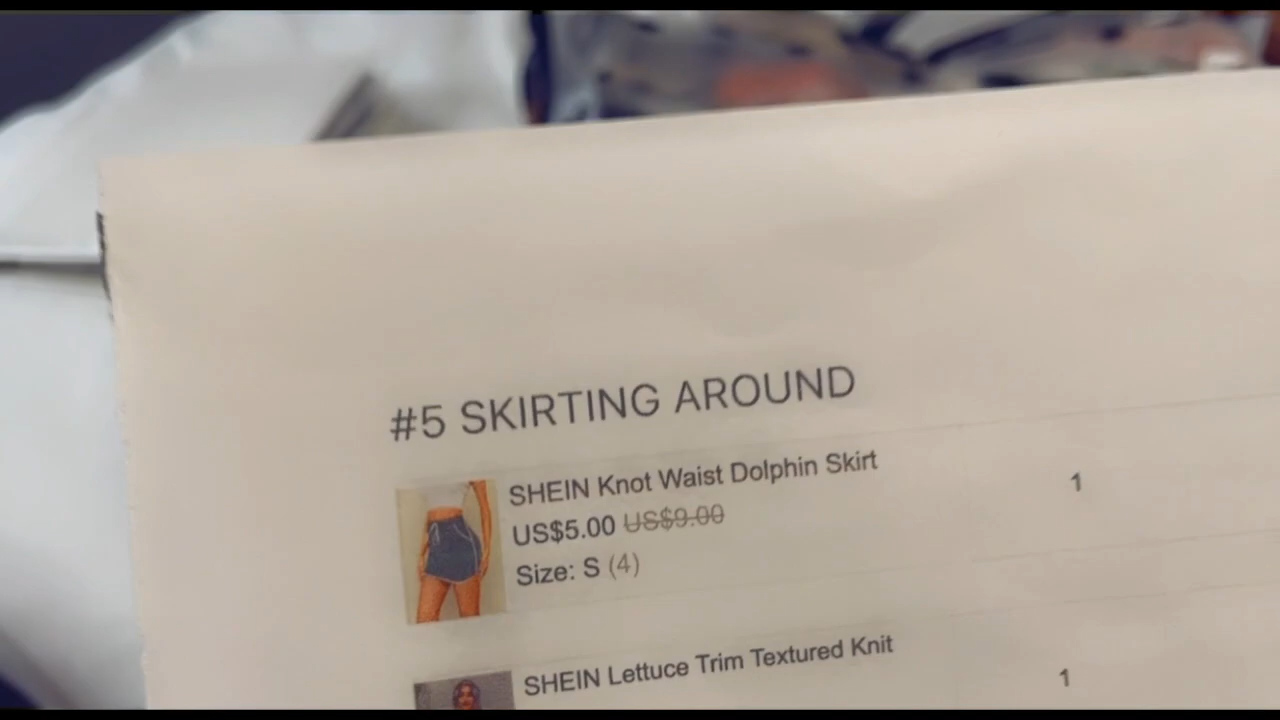 #5 SKIRTING AROUND
SHEIN Knot Waist Dolphin Skirt
US$5.00 US$9.00
Size: S (4)
1
SHEIN Lettuce Trim Textured Knit
1